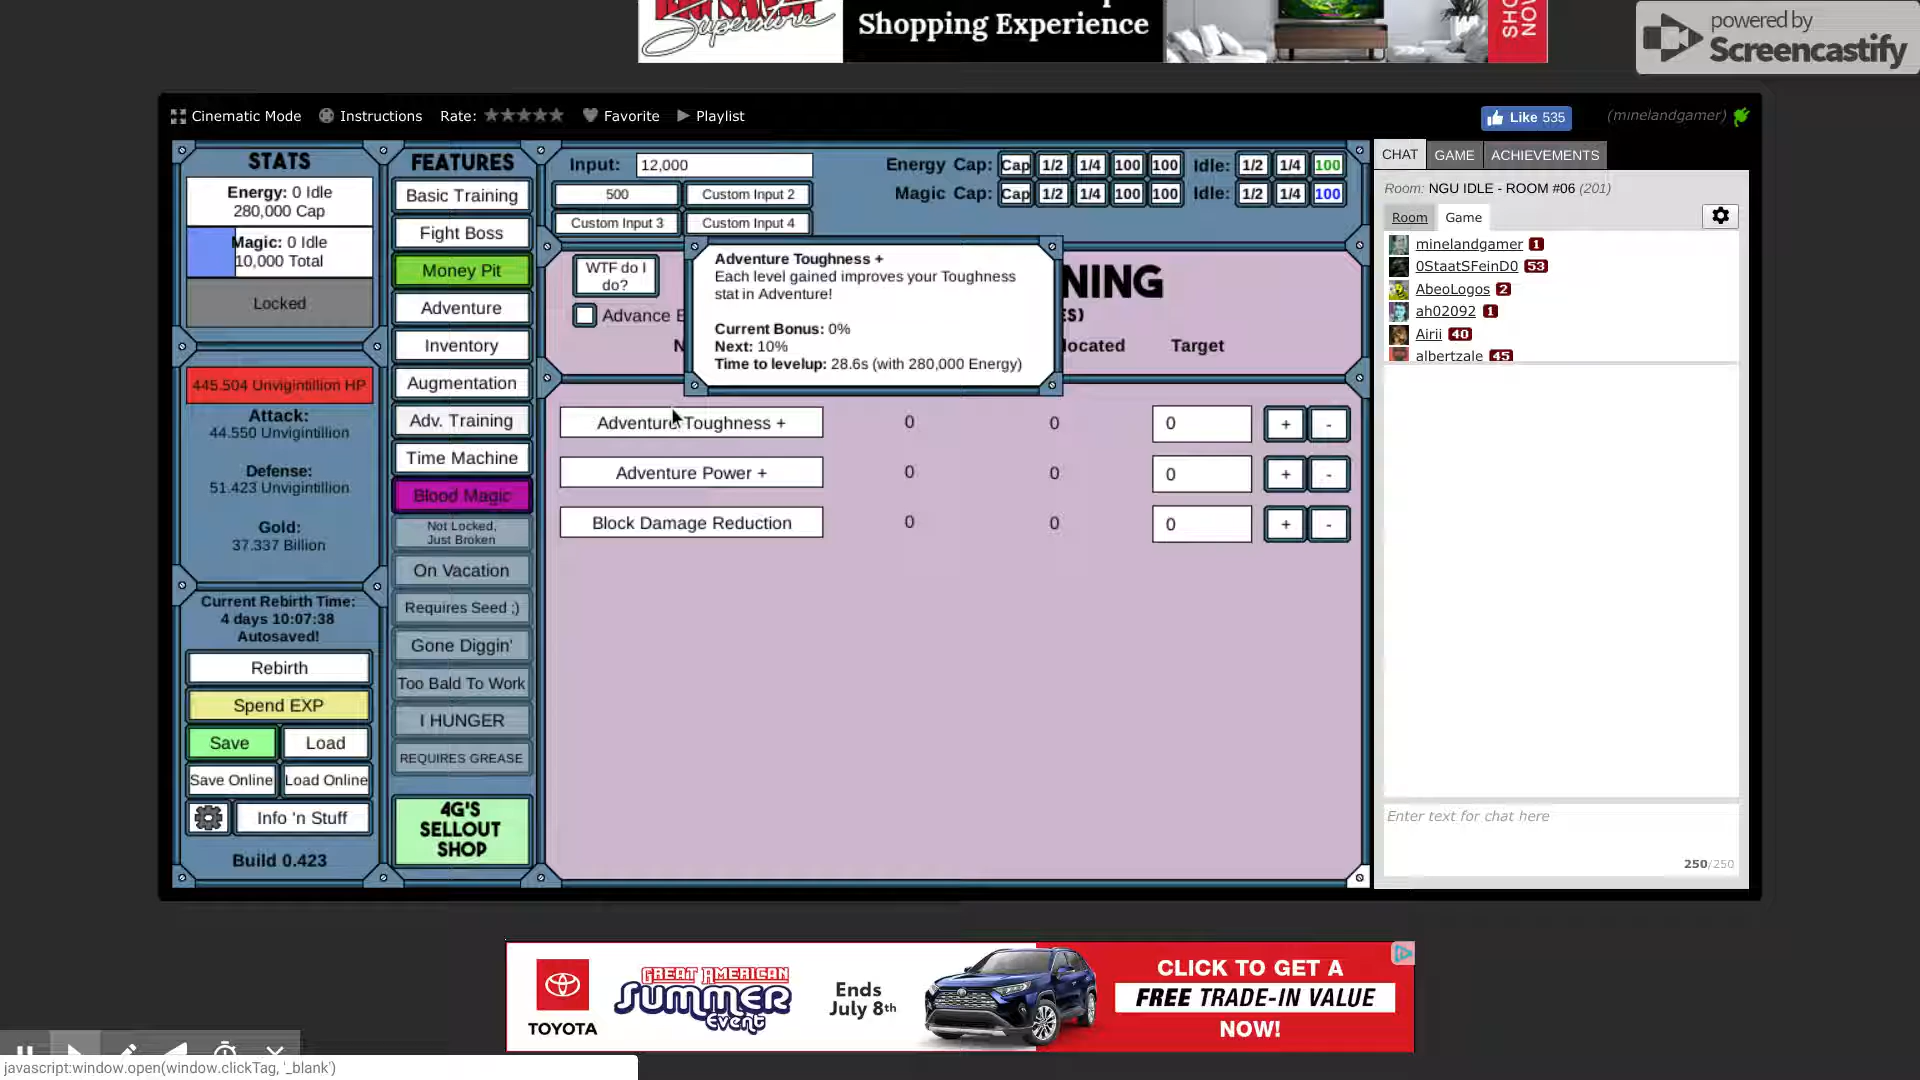 Superstore
Shopping Experience
NOW
powered by
Screencastify
Cinematic Mode
Instructions
Rate:
Favorite
Playlist
Like 535
(minelandgamer)
STATS
Energy: 0 Idle
280,000 Cap
Magic: 0 Idle
10,000 Total
Locked
445.504 Unvigintillion HP
Attack:
44.550 Unvigintillion
Defense:
51.423 Unvigintillion
Gold:
37.337 Billion
Current Rebirth Time:
4 days 10:07:38
Autosaved!
Rebirth
Spend EXP
Save
Load
Save Online
Load Online
Info 'n Stuff
Build 0.423
FEATURES
Basic Training
Fight Boss
Money Pit
Adventure
Inventory
Augmentation
Adv. Training
Time Machine
Blood Magic
Not Locked,
Just Broken
On Vacation
Requires Seed ;)
Gone Diggin'
Too Bald To Work
I HUNGER
REQUIRES GREASE
4G'S
SELLOUT
SHOP
Input: 12,000
500
Custom Input 2
Custom Input 3
Custom Input 4
Energy Cap: Cap 1/2 1/4 100 100 Idle: 1/2 1/4 100
Magic Cap: Cap 1/2 1/4 100 100 Idle: 1/2 1/4 100
WTF do I
do?
Advance E
Adventure Toughness +
Each level gained improves your Toughness
stat in Adventure!
Current Bonus: 0%
Next: 10%
Time to levelup: 28.6s (with 280,000 Energy)
NING
N
located
Target
Adventure Toughness + 0 0 0 + -
Adventure Power + 0 0 0 + -
Block Damage Reduction 0 0 0 + -
CHAT
GAME
ACHIEVEMENTS
Room: NGU IDLE - ROOM #06 (201)
Room
Game
minelandgamer 1
0StaatSFeinD0 53
AbeoLogos 2
ah02092 1
Airii 40
albertzale 45
Enter text for chat here
250/250
TOYOTA
GREAT AMERICAN
SUMMER
Event
Ends
July 8th
CLICK TO GET A
FREE TRADE-IN VALUE
NOW!
javascript:window.open(window.clickTag, '_blank')